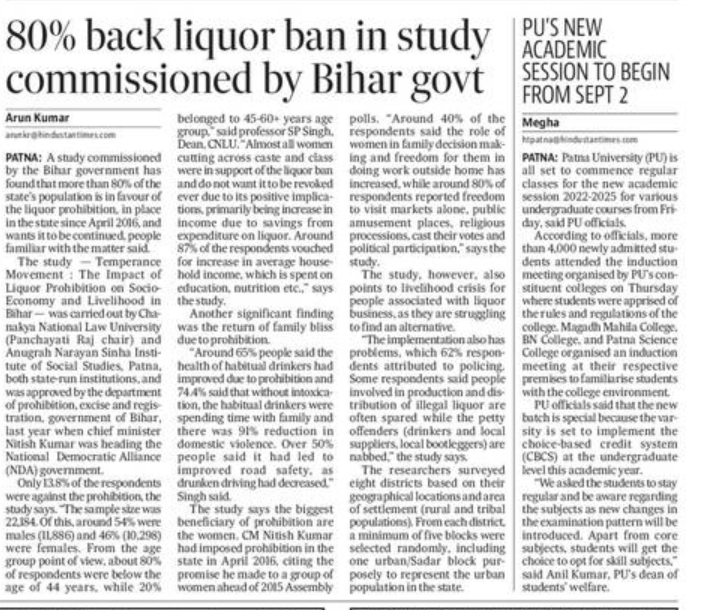 80% back liquor ban in study
commissioned by Bihar govt
Arun Kumar
arunkr@hindustantimes.com
PATNA: A study commissioned
by the Bihar government has
found that more than 80% of the
state's population is in favour of
the liquor prohibition, in place
in the state since April 2016, and
wants it to be continued, people
familiar with the matter said.
The study — Temperance
Movement : The Impact of
Liquor Prohibition on Socio-
Economy and Livelihood in
Bihar — was carried out by Cha-
nakya National Law University
(Panchayati Raj chair) and
Anugrah Narayan Sinha Insti-
tute of Social Studies, Patna,
both state-run institutions, and
was approved by the department
of prohibition, excise and regis-
tration, government of Bihar,
last year when chief minister
Nitish Kumar was heading the
National Democratic Alliance
(NDA) government.
Only 13.8% of the respondents
were against the prohibition, the
study says. "The sample size was
22,184. Of this, around 54% were
males (11,886) and 46% (10,298)
were females. From the age
group point of view, about 80%
of respondents were below the
age of 44 years, while 20%
belonged to 45-60+ years age
group," said professor SP Singh,
Dean, CNLU. "Almost all women
cutting across caste and class
were in support of the liquor ban
and do not want it to be revoked
ever due to its positive implica-
tions, primarily being increase in
income due to savings from
expenditure on liquor. Around
87% of the respondents vouched
for increase in average house-
hold income, which is spent on
education, nutrition etc.," says
the study.
Another significant finding
was the return of family bliss
due to prohibition.
"Around 65% people said the
health of habitual drinkers had
improved due to prohibition and
74.4% said that without intoxica-
tion, the habitual drinkers were
spending time with family and
there was 91% reduction in
domestic violence. Over 50%
people said it had led to
improved road safety, as
drunken driving had decreased,"
Singh said.
The study says the biggest
beneficiary of prohibition are
the women. CM Nitish Kumar
had imposed prohibition in the
state in April 2016, citing the
promise he made to a group of
women ahead of 2015 Assembly
polls. "Around 40% of the
respondents said the role of
women in family decision mak-
ing and freedom for them in
doing work outside home has
increased, while around 80% of
respondents reported freedom
to visit markets alone, public
amusement places, religious
processions, cast their votes and
political participation," says the
study.
The study, however, also
points to livelihood crisis for
people associated with liquor
business, as they are struggling
to find an alternative.
"The implementation also has
problems, which 62% respon-
dents attributed to policing.
Some respondents said people
involved in production and dis-
tribution of illegal liquor are
often spared while the petty
offenders (drinkers and local
suppliers, local bootleggers) are
nabbed," the study says.
The researchers surveyed
eight districts based on their
geographical locations and area
of settlement (rural and tribal
populations). From each district,
a minimum of five blocks were
selected randomly, including
one urban/Sadar block pur-
posely to represent the urban
population in the state.
PU'S NEW
ACADEMIC
SESSION TO BEGIN
FROM SEPT 2
Megha
htpatna@hindustantimes.com
PATNA: Patna University (PU) is
all set to commence regular
classes for the new academic
session 2022-2025 for various
undergraduate courses from Fri-
day, said PU officials.
According to officials, more
than 4,000 newly admitted stu-
dents attended the induction
meeting organised by PU's con-
stituent colleges on Thursday
where students were apprised of
the rules and regulations of the
college. Magadh Mahila College,
BN College, and Patna Science
College organised an induction
meeting at their respective
premises to familiarise students
with the college environment.
PU officials said that the new
batch is special because the var-
sity is set to implement the
choice-based credit system
(CBCS) at the undergraduate
level this academic year.
"We asked the students to stay
regular and be aware regarding
the subjects as new changes in
the examination pattern will be
introduced. Apart from core
subjects, students will get the
choice to opt for skill subjects,"
said Anil Kumar, PU's dean of
students' welfare.